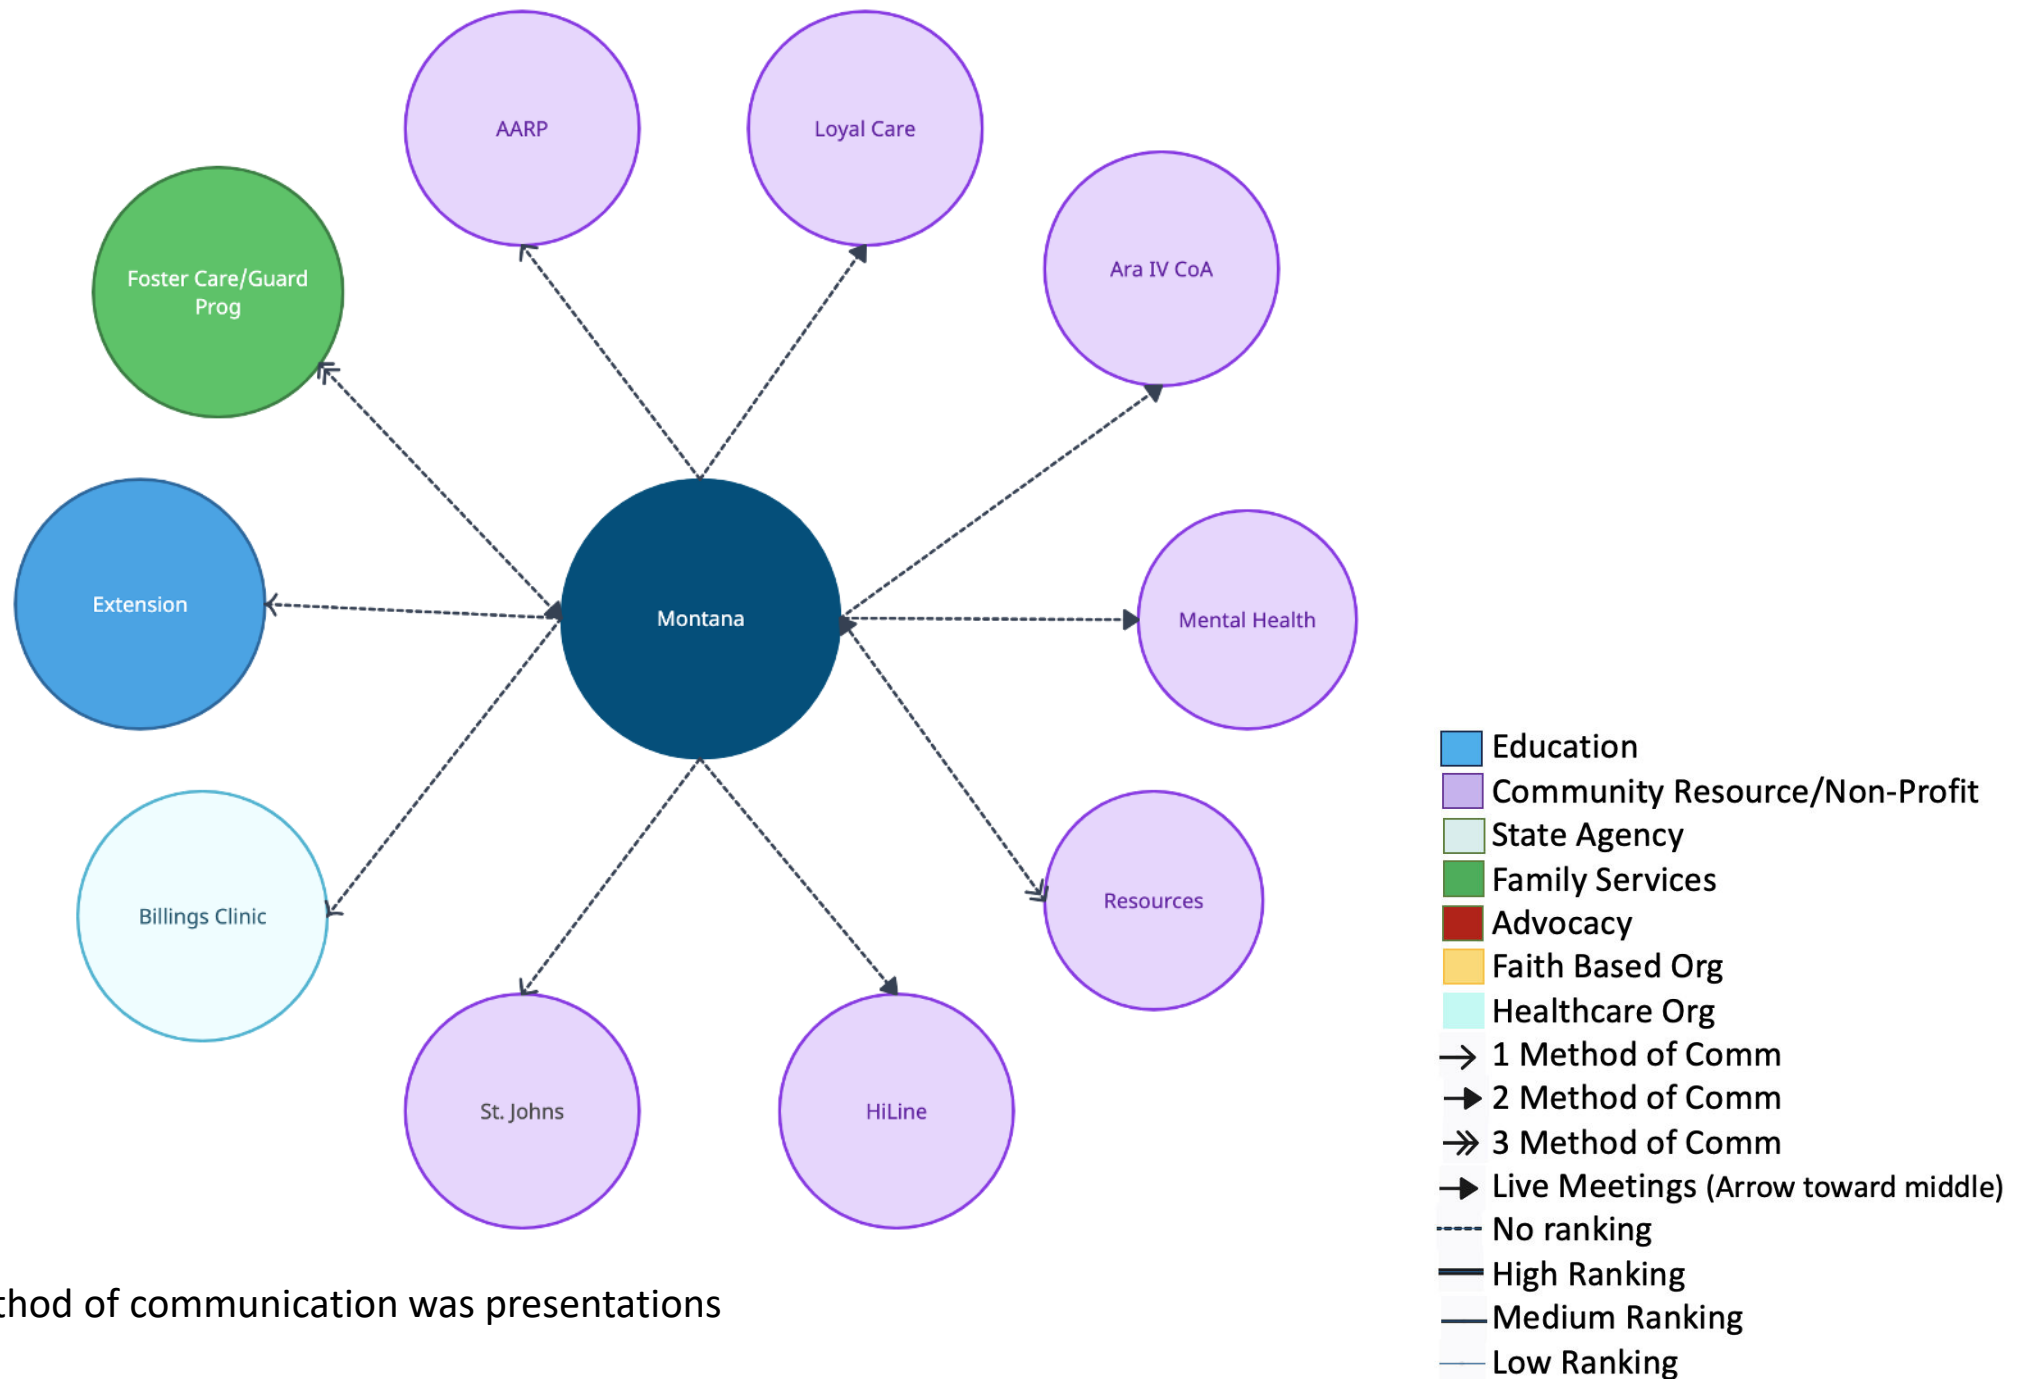 AARP
Loyal Care
Ara IV CoA
Foster Care/Guard
Prog
Extension
Montana
Mental Health
Billings Clinic
Resources
St. Johns
HiLine
Education
Community Resource/Non-Profit
State Agency
Family Services
Advocacy
Faith Based Org
Healthcare Org
1 Method of Comm
2 Method of Comm
3 Method of Comm
Live Meetings (Arrow toward middle)
No ranking
High Ranking
Medium Ranking
Low Ranking
of communication was presentations